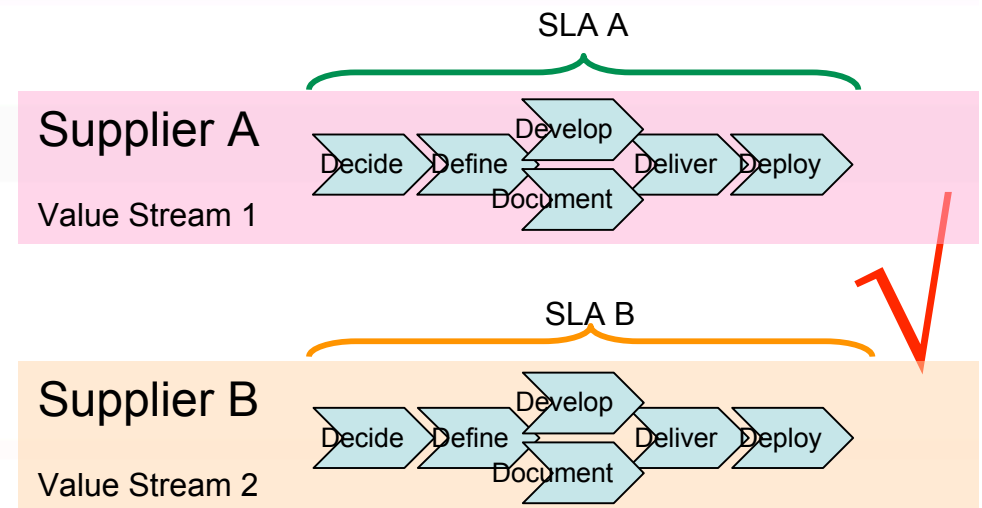 SLA A
Supplier A
Value Stream 1
Decide
Define
Develop
Document
Deliver
Deploy
SLA B
Supplier B
Value Stream 2
Decide
Define
Develop
Document
Deliver
Deploy